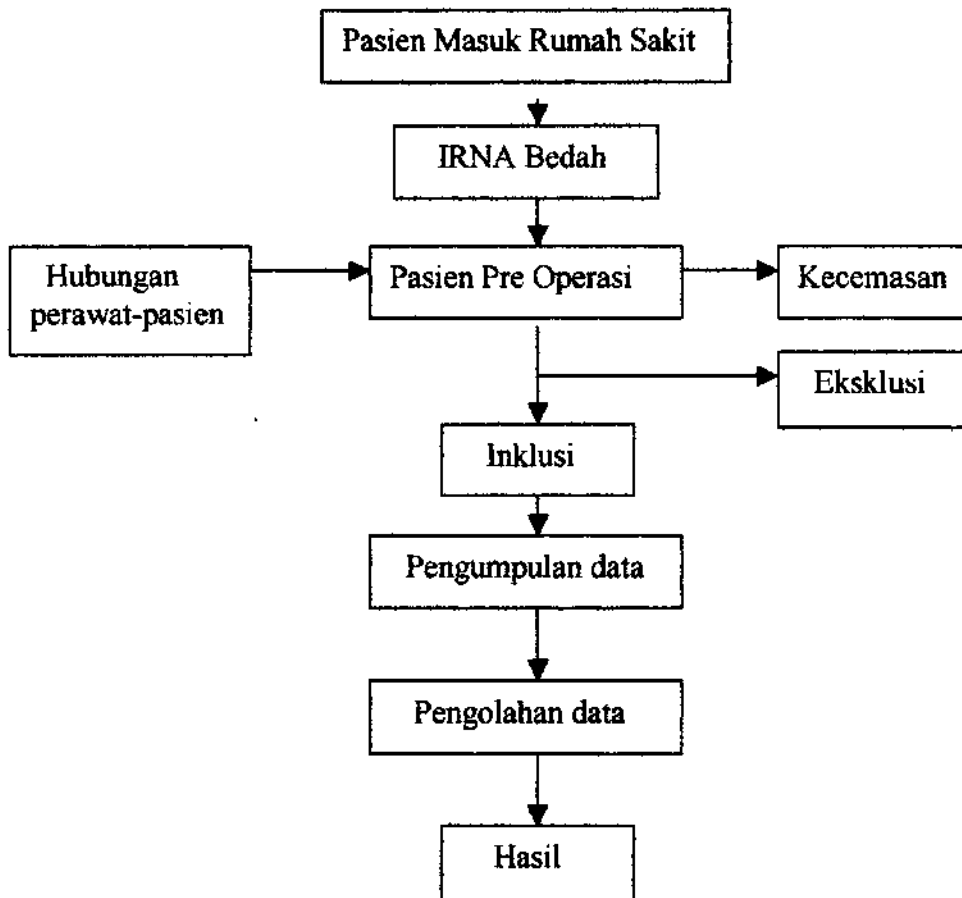 Pasien Masuk Rumah Sakit
IRNA Bedah
Hubungan
perawat-pasien
Pasien Pre Operasi
Kecemasan
Eksklusi
Inklusi
Pengumpulan data
Pengolahan data
Hasil